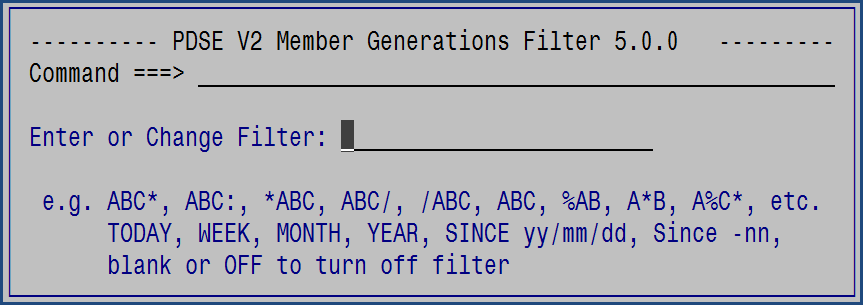 ---------- PDSE V2 Member Generations Filter 5.0.0 ---------
Command ===>
Enter or Change Filter:
e.g. ABC*, ABC:, *ABC, ABC/, /ABC, ABC, %AB, A*B, A%C*, etc.
TODAY, WEEK, MONTH, YEAR, SINCE yy/mm/dd, Since -nn,
blank or OFF to turn off filter